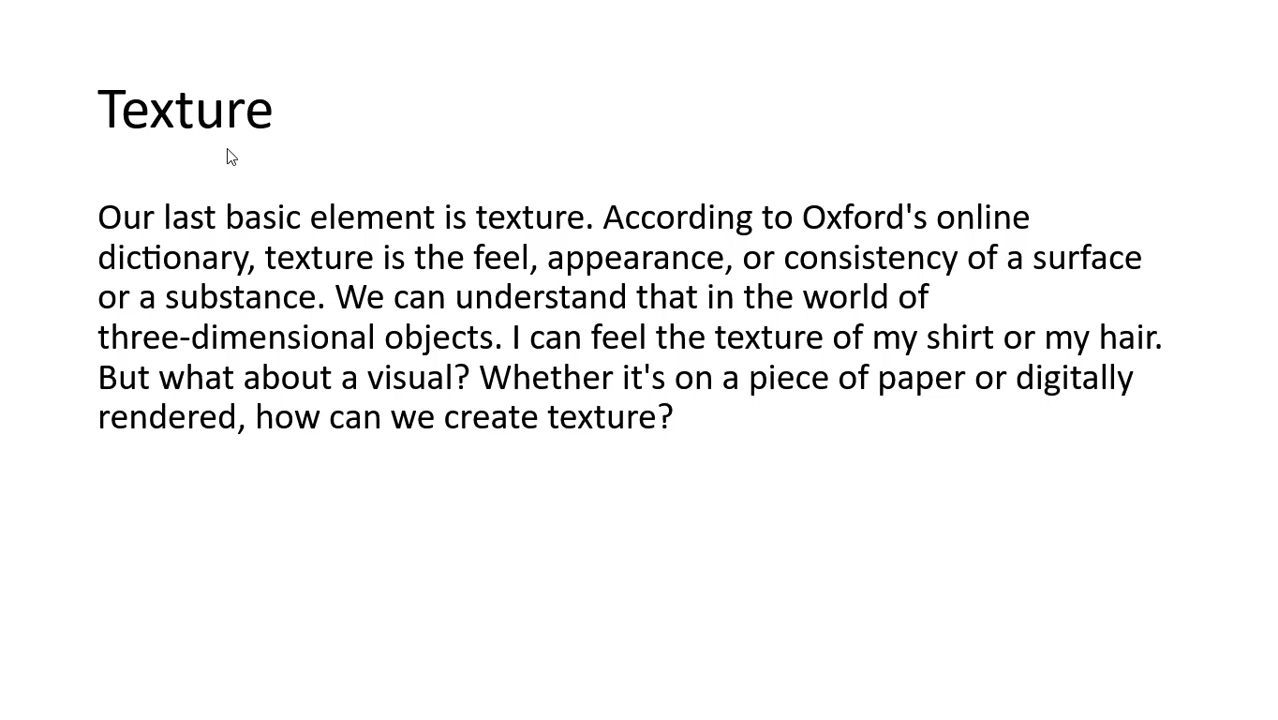 Texture
Our last basic element is texture. According to Oxford's online
dictionary, texture is the feel, appearance, or consistency of a surface
or a substance. We can understand that in the world of
three-dimensional objects. I can feel the texture of my shirt or my hair.
But what about a visual? Whether it's on a piece of paper or digitally
rendered, how can we create texture?